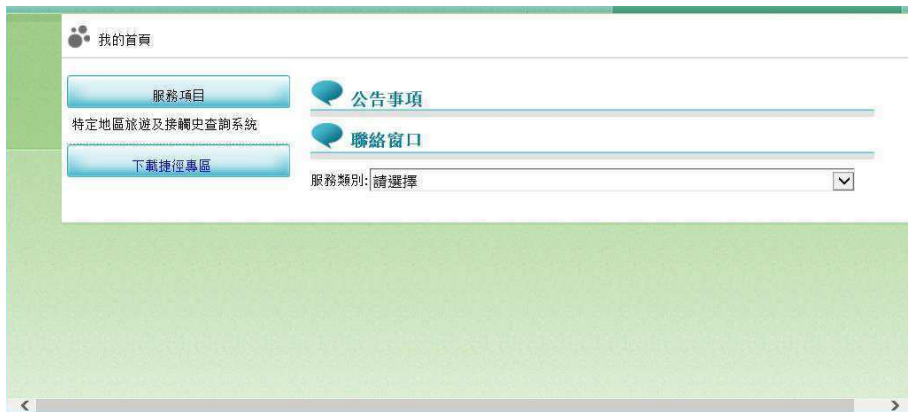 我的首頁
服務項目
特定地區旅遊及接觸史查詢系統
下載捷徑專區
公告事項
聯絡窗口
服務類別:請選擇